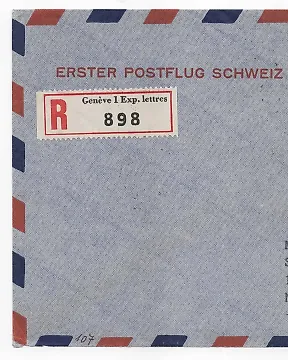 ERSTER POSTFLUG SCHWEIZ
R
Genève 1 Exp. lettres
898
107